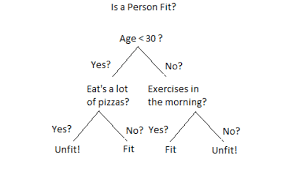 Is a Person Fit?
Age < 30 ?
Yes? No?
Eat's a lot Exercises in
of pizzas? the morning?
Yes? No? Yes? No?
Unfit! Fit Fit Unfit!